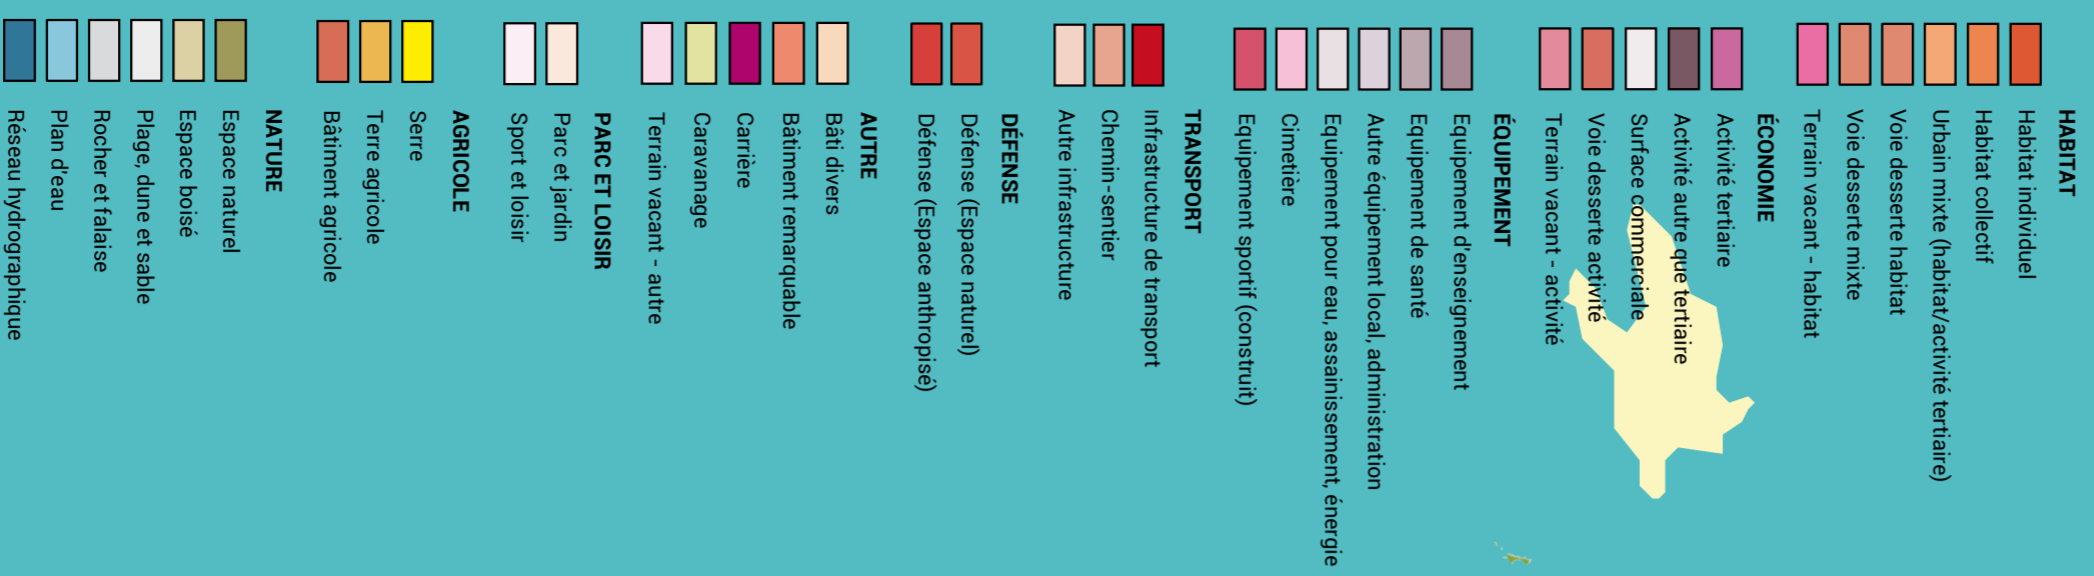 HABITAT
Habitat individuel
Habitat collectif
Urbain mixte (habitat/activité tertiaire)
Voie desserte habitat
Voie desserte mixte
Terrain vacant - habitat
ÉCONOMIE
Activité tertiaire
Activité autre que tertiaire
Surface commerciale
Voie desserte activité
Terrain vacant - activité
ÉQUIPEMENT
Equipement d'enseignement
Equipement de santé
Autre équipement local, administration
Equipement pour eau, assainissement, énergie
Cimetière
Equipement sportif (construit)
TRANSPORT
Infrastructure de transport
Chemin-sentier
Autre infrastructure
DÉFENSE
Défense (Espace naturel)
Défense (Espace anthropisé)
AUTRE
Bâti divers
Bâtiment remarquable
Carrière
Caravanage
Terrain vacant - autre
PARC ET LOISIR
Parc et jardin
Sport et loisir
AGRICOLE
Serre
Terre agricole
Bâtiment agricole
NATURE
Espace naturel
Espace boisé
Plage, dune et sable
Rocher et falaise
Plan d'eau
Réseau hydrographique